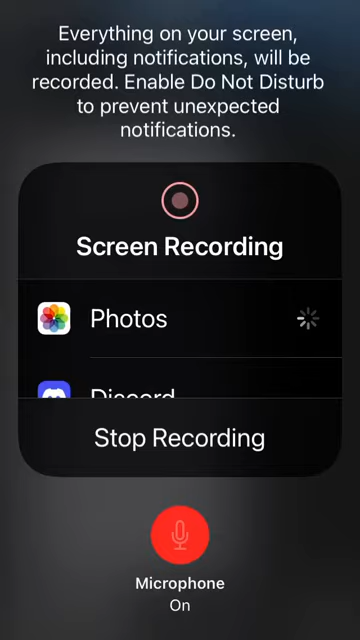 Everything on your screen,
including notifications, will be
recorded. Enable Do Not Disturb
to prevent unexpected
notifications.
Screen Recording
Photos
Discord
Stop Recording
Microphone
On